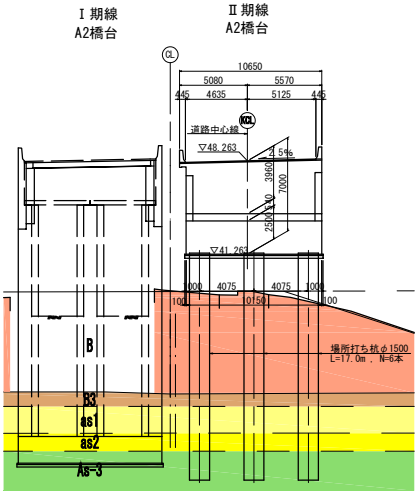 Ⅰ期線
A2橋台
Ⅱ期線
A2橋台
CL
10650
5080
5570
445
4635
5125
445
KCL
道路中心線
▽48.263
2.5%
3960
7000
540
2500
▽41.263
1000
4075
4075
1000
100
10150
100
場所打ち杭φ1500
L=17.0m , N=6本
B
B3
as1
as2
As-3